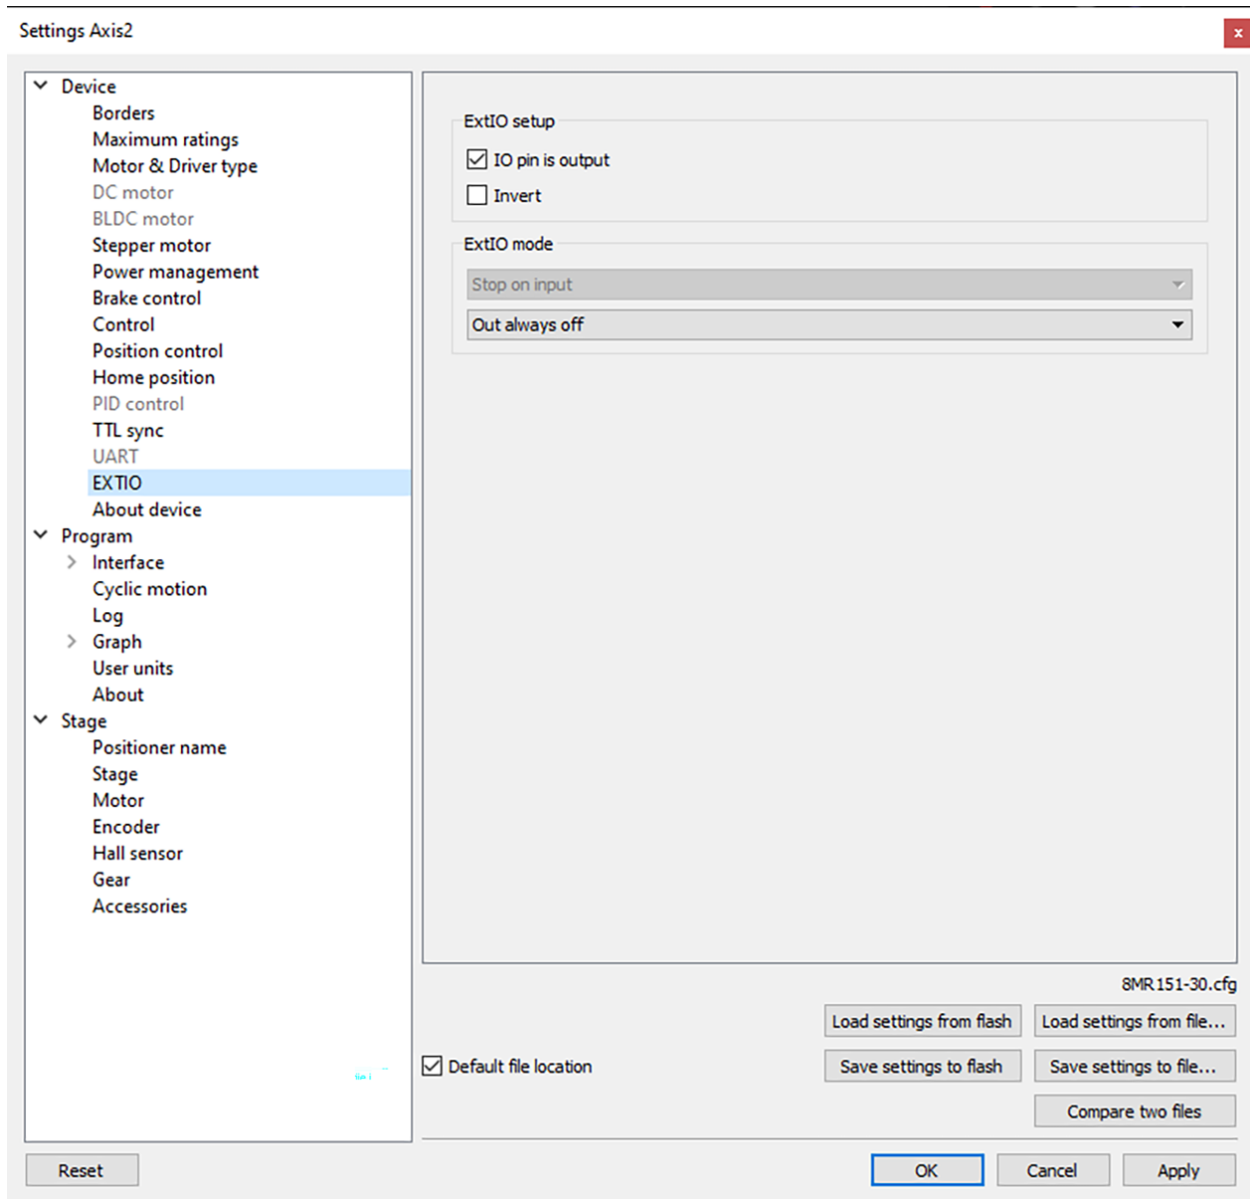 Settings Axis2
x
Device
Borders
Maximum ratings
Motor & Driver type
DC motor
BLDC motor
Stepper motor
Power management
Brake control
Control
Position control
Home position
PID control
TTL sync
UART
EXTIO
About device
Program
Interface
Cyclic motion
Log
Graph
User units
About
Stage
Positioner name
Stage
Motor
Encoder
Hall sensor
Gear
Accessories
ExtIO setup
IO pin is output
Invert
ExtIO mode
Stop on input
Out always off
8MR151-30.cfg
Load settings from flash
Load settings from file...
Default file location
Save settings to flash
Save settings to file...
Compare two files
Reset
OK
Cancel
Apply